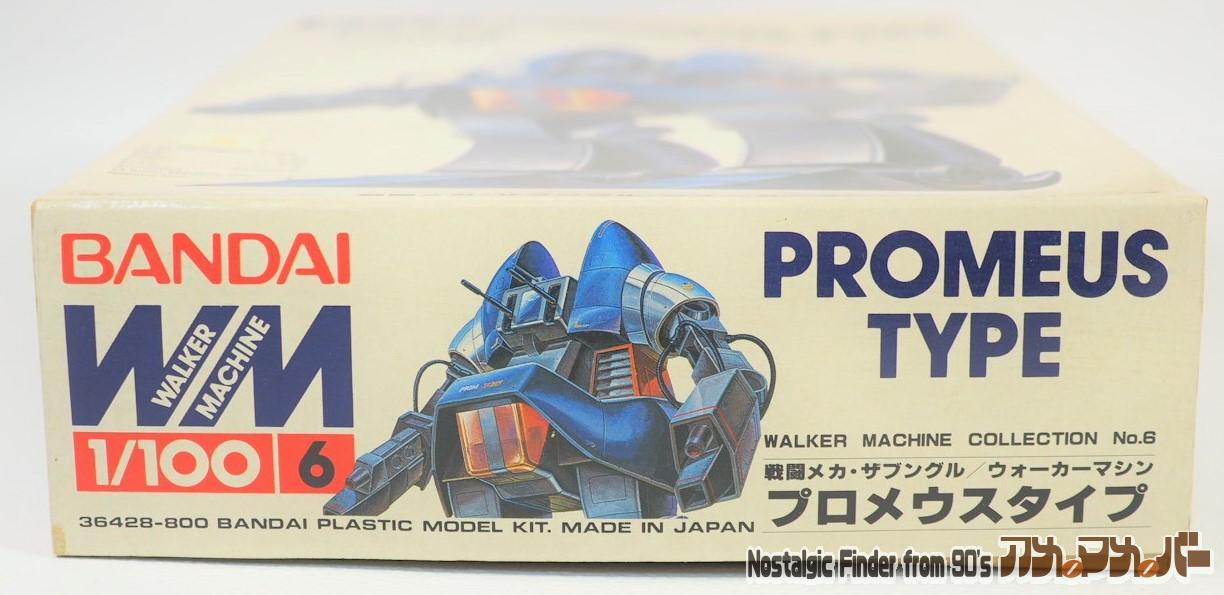 BANDAI
WM
WALKER
MACHINE
1/100 6
PROMEUS
TYPE
WALKER MACHINE COLLECTION No.6
戦闘メカ・ザブングル/ウォーカーマシン
プロメウスタイプ
36428-800 BANDAI PLASTIC MODEL KIT. MADE IN JAPAN
Nostalgic Finder from 90's